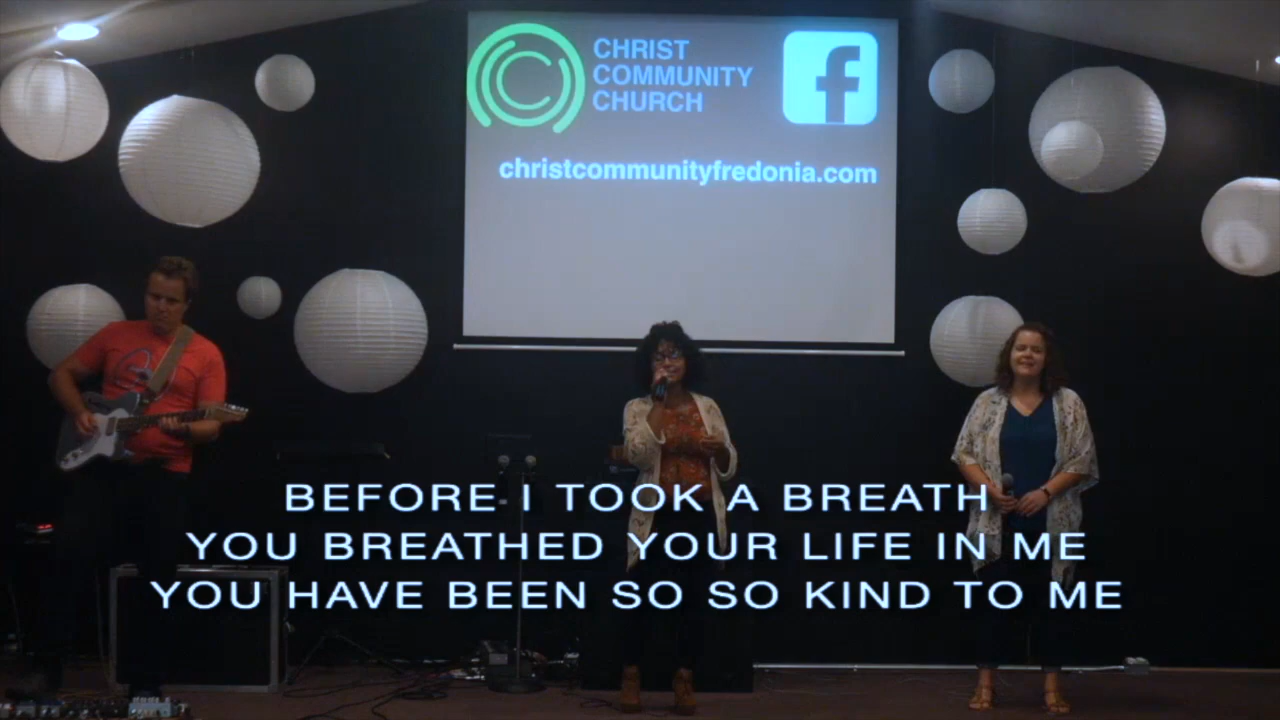 CHRIST
COMMUNITY
CHURCH
f
christcommunityfredonia.com
BEFORE I TOOK A BREATH
YOU BREATHED YOUR LIFE IN ME
YOU HAVE BEEN SO SO KIND TO ME